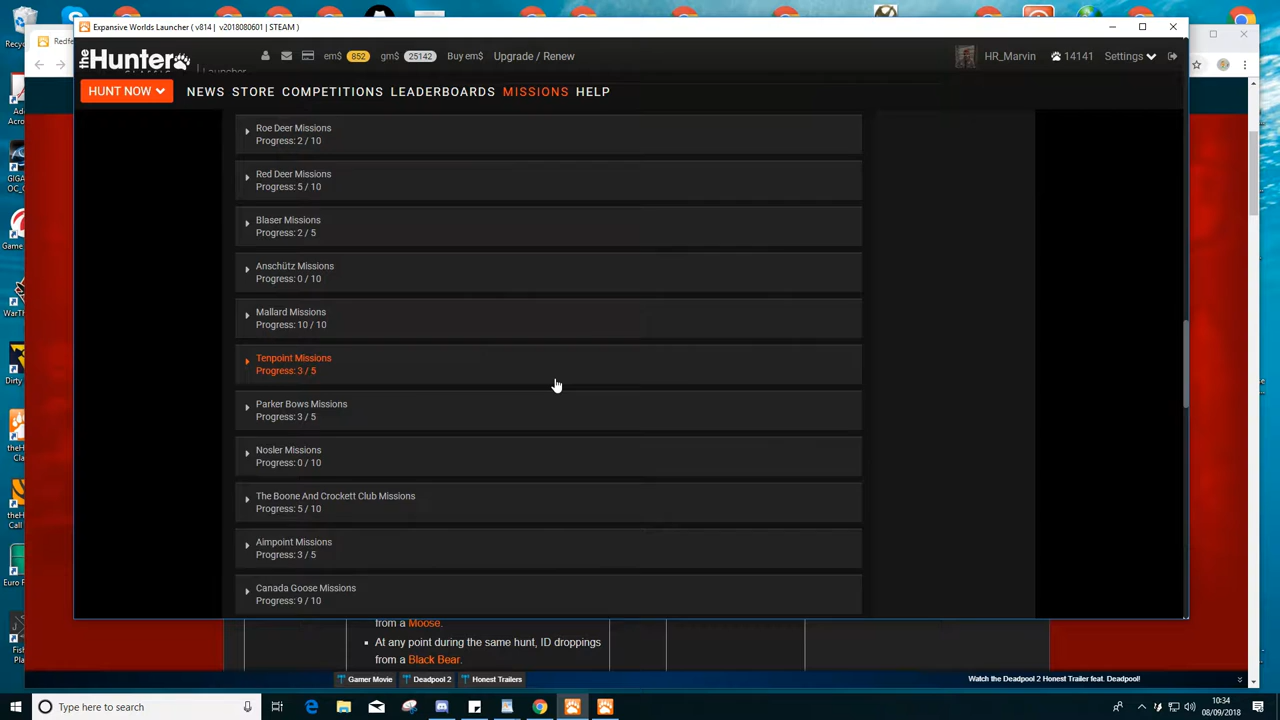 Expansive Worlds Launcher ( v814 | v2018080601 | STEAM )
theHunter
CLASSIC
Launcher
em$ 852 gm$ 25142 Buy em$ Upgrade / Renew HR_Marvin 14141 Settings
HUNT NOW NEWS STORE COMPETITIONS LEADERBOARDS MISSIONS HELP
Roe Deer Missions
Progress: 2 / 10
Red Deer Missions
Progress: 5 / 10
Blaser Missions
Progress: 2 / 5
Anschütz Missions
Progress: 0 / 10
Mallard Missions
Progress: 10 / 10
Tenpoint Missions
Progress: 3 / 5
Parker Bows Missions
Progress: 3 / 5
Nosler Missions
Progress: 0 / 10
The Boone And Crockett Club Missions
Progress: 5 / 10
Aimpoint Missions
Progress: 3 / 5
Canada Goose Missions
Progress: 9 / 10
from a Moose.
At any point during the same hunt, ID droppings
from a Black Bear.
Gamer Movie Deadpool 2 Honest Trailers Watch the Deadpool 2 Honest Trailer feat. Deadpool!
Type here to search
10:34
08/09/2018